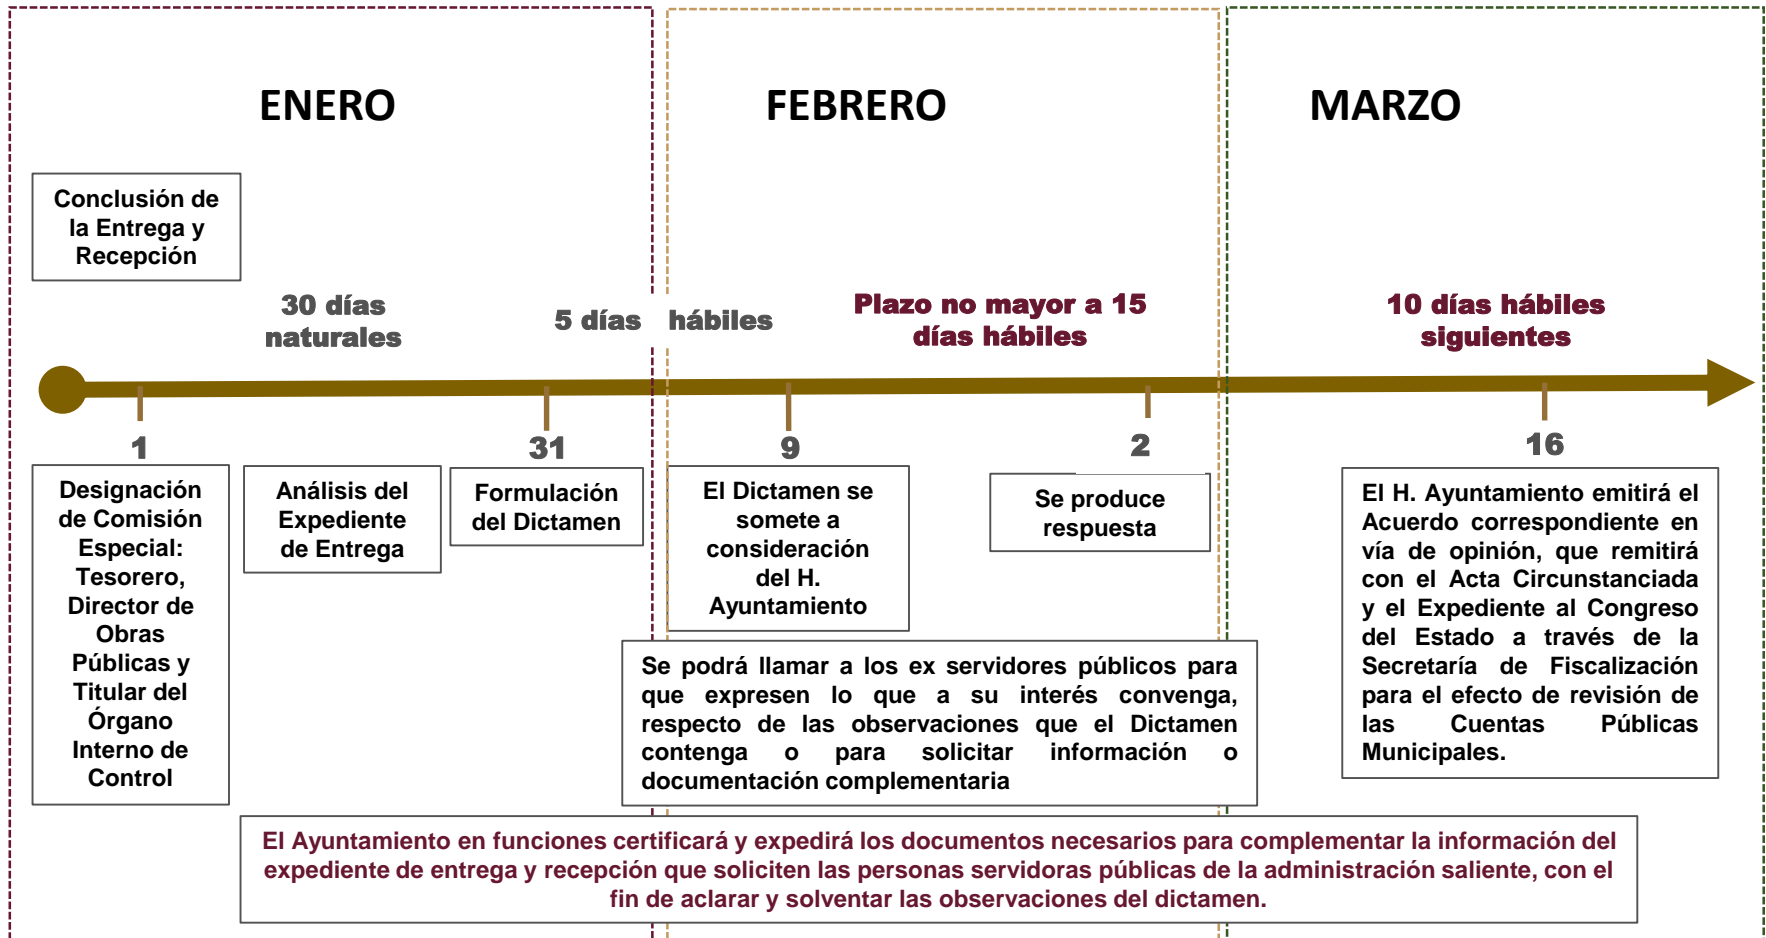 ENERO
FEBRERO
MARZO
Conclusión de
la Entrega y
Recepción
30 días
naturales
5 días hábiles
Plazo no mayor a 15
días hábiles
10 días hábiles
siguientes
1
31
9
2
16
Designación
de Comisión
Especial:
Tesorero,
Director de
Obras
Públicas y
Titular del
Órgano
Interno de
Control
Análisis del
Expediente
de Entrega
Formulación
del Dictamen
El Dictamen se
somete a
consideración
del H.
Ayuntamiento
Se produce
respuesta
El H. Ayuntamiento emitirá el
Acuerdo correspondiente en
vía de opinión, que remitirá
con el Acta Circunstanciada
y el Expediente al Congreso
del Estado a través de la
Secretaría de Fiscalización
para el efecto de revisión de
las Cuentas Públicas
Municipales.
Se podrá llamar a los ex servidores públicos para
que expresen lo que a su interés convenga,
respecto de las observaciones que el Dictamen
contenga o para solicitar información o
documentación complementaria
El Ayuntamiento en funciones certificará y expedirá los documentos necesarios para complementar la información del
expediente de entrega y recepción que soliciten las personas servidoras públicas de la administración saliente, con el
fin de aclarar y solventar las observaciones del dictamen.